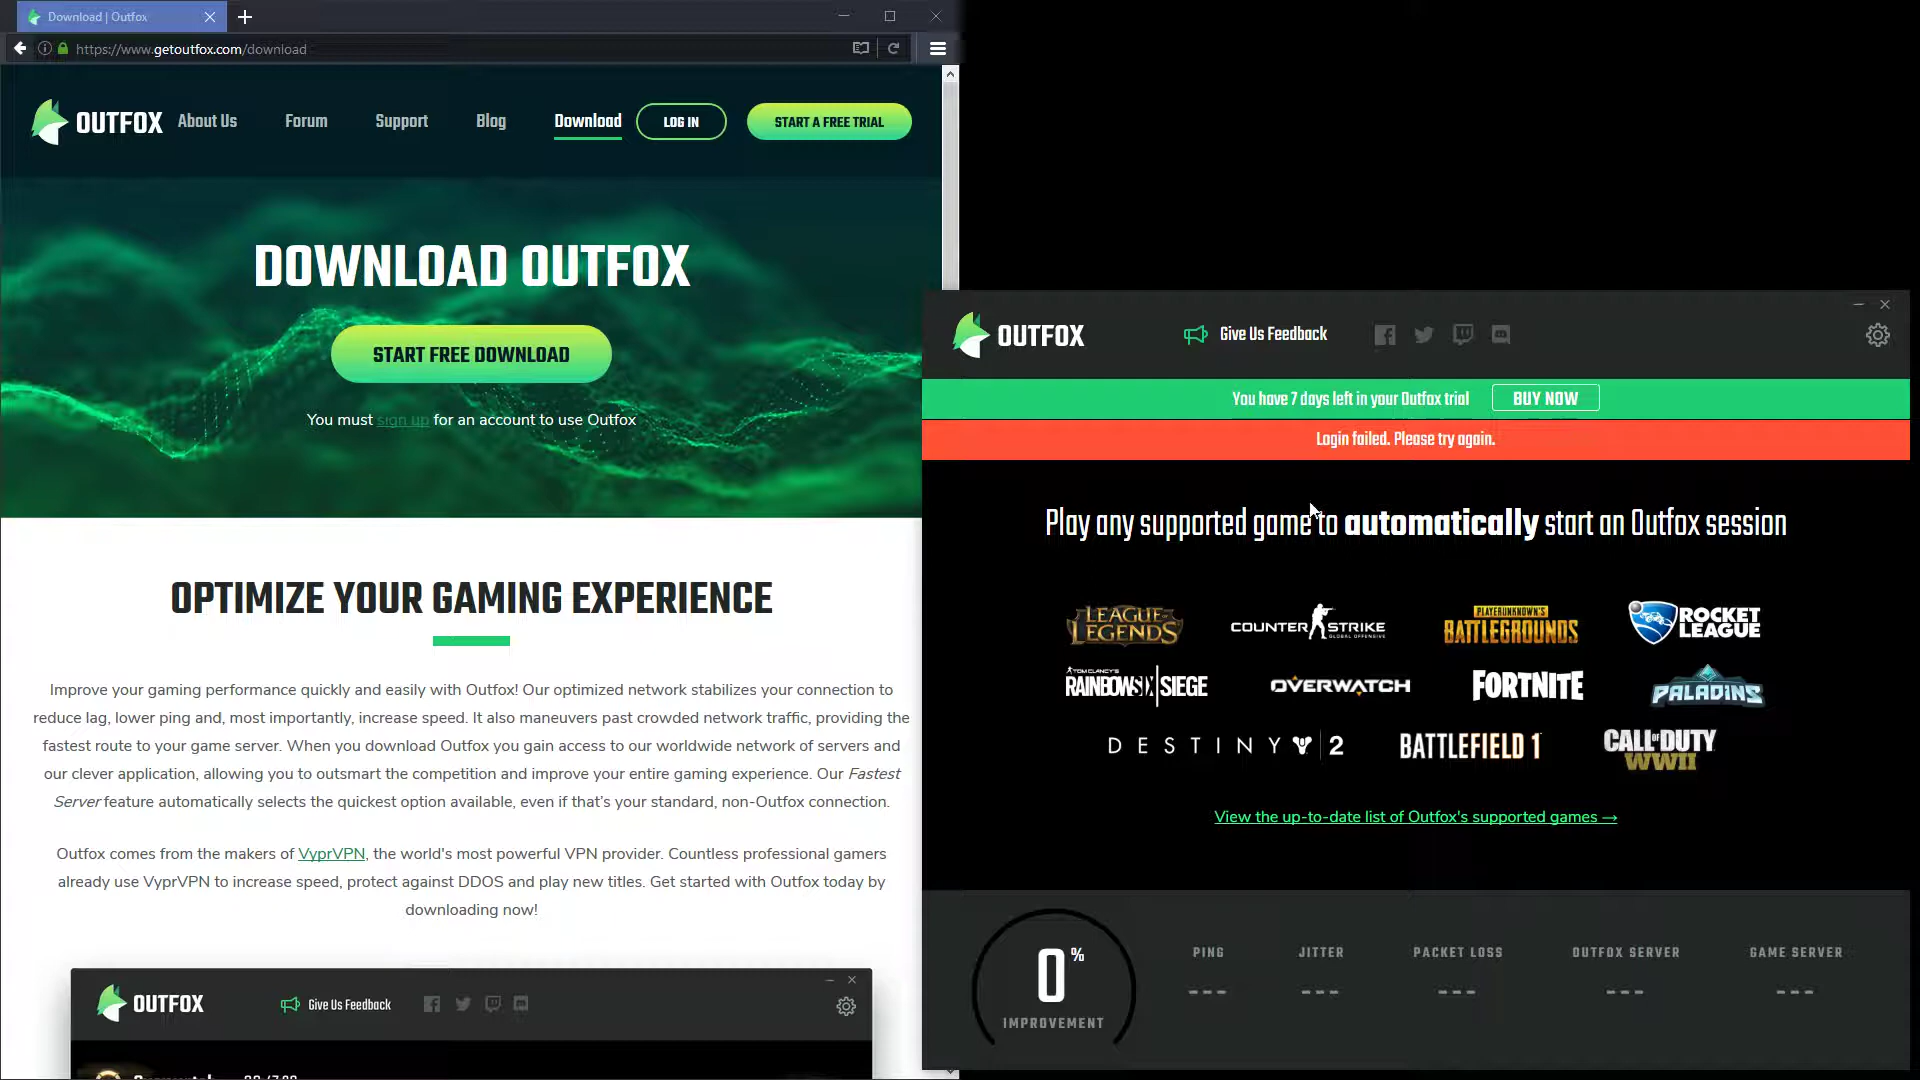 Download | Outfox
https://www.getoutfox.com/download
OUTFOX
About Us
Forum
Support
Blog
Download
LOG IN
START A FREE TRIAL
DOWNLOAD OUTFOX
START FREE DOWNLOAD
You must sign up for an account to use Outfox
OPTIMIZE YOUR GAMING EXPERIENCE
Improve your gaming performance quickly and easily with Outfox! Our optimized network stabilizes your connection to
reduce lag, lower ping and, most importantly, increase speed. It also maneuvers past crowded network traffic, providing the
fastest route to your game server. When you download Outfox you gain access to our worldwide network of servers and
our clever application, allowing you to outsmart the competition and improve your entire gaming experience. Our Fastest
Server feature automatically selects the quickest option available, even if that's your standard, non-Outfox connection.
Outfox comes from the makers of VyprVPN, the world's most powerful VPN provider. Countless professional gamers
already use VyprVPN to increase speed, protect against DDOS and play new titles. Get started with Outfox today by
downloading now!
OUTFOX
Give Us Feedback
OUTFOX
Give Us Feedback
You have 7 days left in your Outfox trial
BUY NOW
Login failed. Please try again.
Play any supported game to automatically start an Outfox session
LEAGUE OF LEGENDS
COUNTER STRIKE
GLOBAL OFFENSIVE
PLAYERUNKNOWN'S
BATTLEGROUNDS
ROCKET
LEAGUE
TOM CLANCY'S
RAINBOW SIX SIEGE
OVERWATCH
FORTNITE
PALADINS
DESTINY 2
BATTLEFIELD 1
CALL OF DUTY
WWII
View the up-to-date list of Outfox's supported games →
0%
IMPROVEMENT
PING
---
JITTER
---
PACKET LOSS
---
OUTFOX SERVER
---
GAME SERVER
---